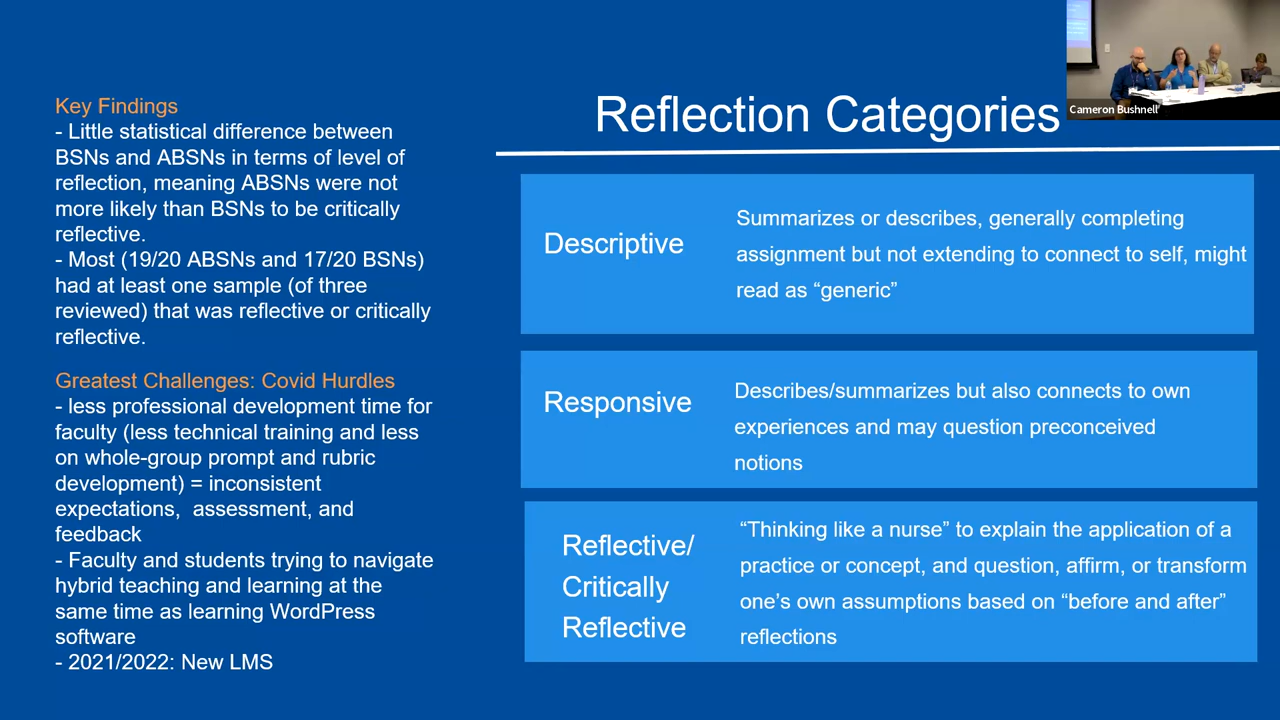 Key Findings
- Little statistical difference between
BSNs and ABSNs in terms of level of
reflection, meaning ABSNs were not
more likely than BSNs to be critically
reflective.
- Most (19/20 ABSNs and 17/20 BSNs)
had at least one sample (of three
reviewed) that was reflective or critically
reflective.
Greatest Challenges: Covid Hurdles
- less professional development time for
faculty (less technical training and less
on whole-group prompt and rubric
development) = inconsistent
expectations, assessment, and
feedback
- Faculty and students trying to navigate
hybrid teaching and learning at the
same time as learning WordPress
software
- 2021/2022: New LMS
Reflection Categories
Cameron Bushnell
Descriptive
Summarizes or describes, generally completing
assignment but not extending to connect to self, might
read as “generic”
Responsive
Describes/summarizes but also connects to own
experiences and may question preconceived
notions
Reflective/
Critically
Reflective
“Thinking like a nurse” to explain the application of a
practice or concept, and question, affirm, or transform
one’s own assumptions based on “before and after”
reflections